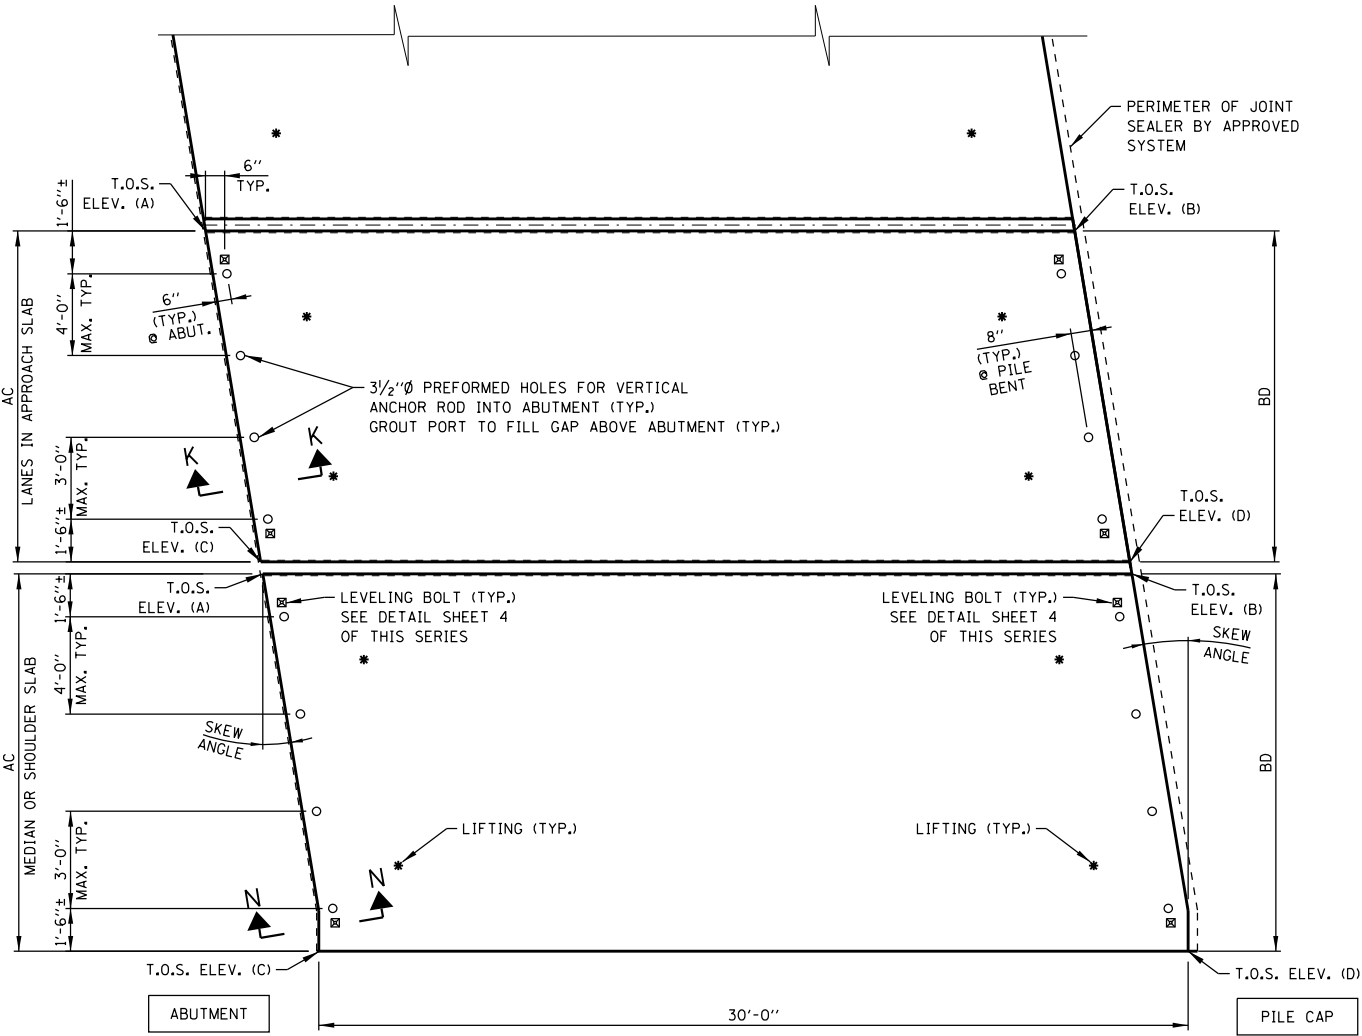 PERIMETER OF JOINT
SEALER BY APPROVED
SYSTEM
6"
TYP.
T.O.S.
ELEV. (A)
T.O.S.
ELEV. (B)
1'-6"±
4'-0"
MAX. TYP.
6"
(TYP.)
@ ABUT.
8"
(TYP.)
@ PILE
BENT
AC
LANES IN APPROACH SLAB
BD
3½"Ø PREFORMED HOLES FOR VERTICAL
ANCHOR ROD INTO ABUTMENT (TYP.)
GROUT PORT TO FILL GAP ABOVE ABUTMENT (TYP.)
K
K
3'-0"
MAX. TYP.
1'-6"±
T.O.S.
ELEV. (C)
T.O.S.
ELEV. (D)
T.O.S.
ELEV. (A)
T.O.S.
ELEV. (B)
1'-6"±
LEVELING BOLT (TYP.)
SEE DETAIL SHEET 4
OF THIS SERIES
LEVELING BOLT (TYP.)
SEE DETAIL SHEET 4
OF THIS SERIES
SKEW
ANGLE
4'-0"
MAX. TYP.
SKEW
ANGLE
AC
MEDIAN OR SHOULDER SLAB
BD
LIFTING (TYP.)
LIFTING (TYP.)
3'-0"
MAX. TYP.
N
N
1'-6"±
T.O.S. ELEV. (C)
T.O.S. ELEV. (D)
ABUTMENT
30'-0"
PILE CAP